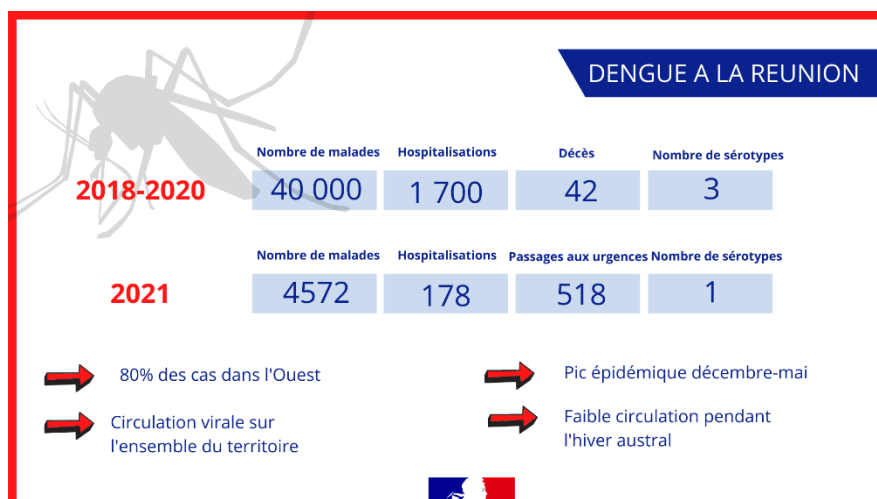 DENGUE A LA REUNION
Nombre de malades Hospitalisations Décès Nombre de sérotypes
2018-2020 40 000 1 700 42 3
Nombre de malades Hospitalisations Passages aux urgences Nombre de sérotypes
2021 4572 178 518 1
80% des cas dans l'Ouest
Circulation virale sur
l'ensemble du territoire
Pic épidémique décembre-mai
Faible circulation pendant
l'hiver austral